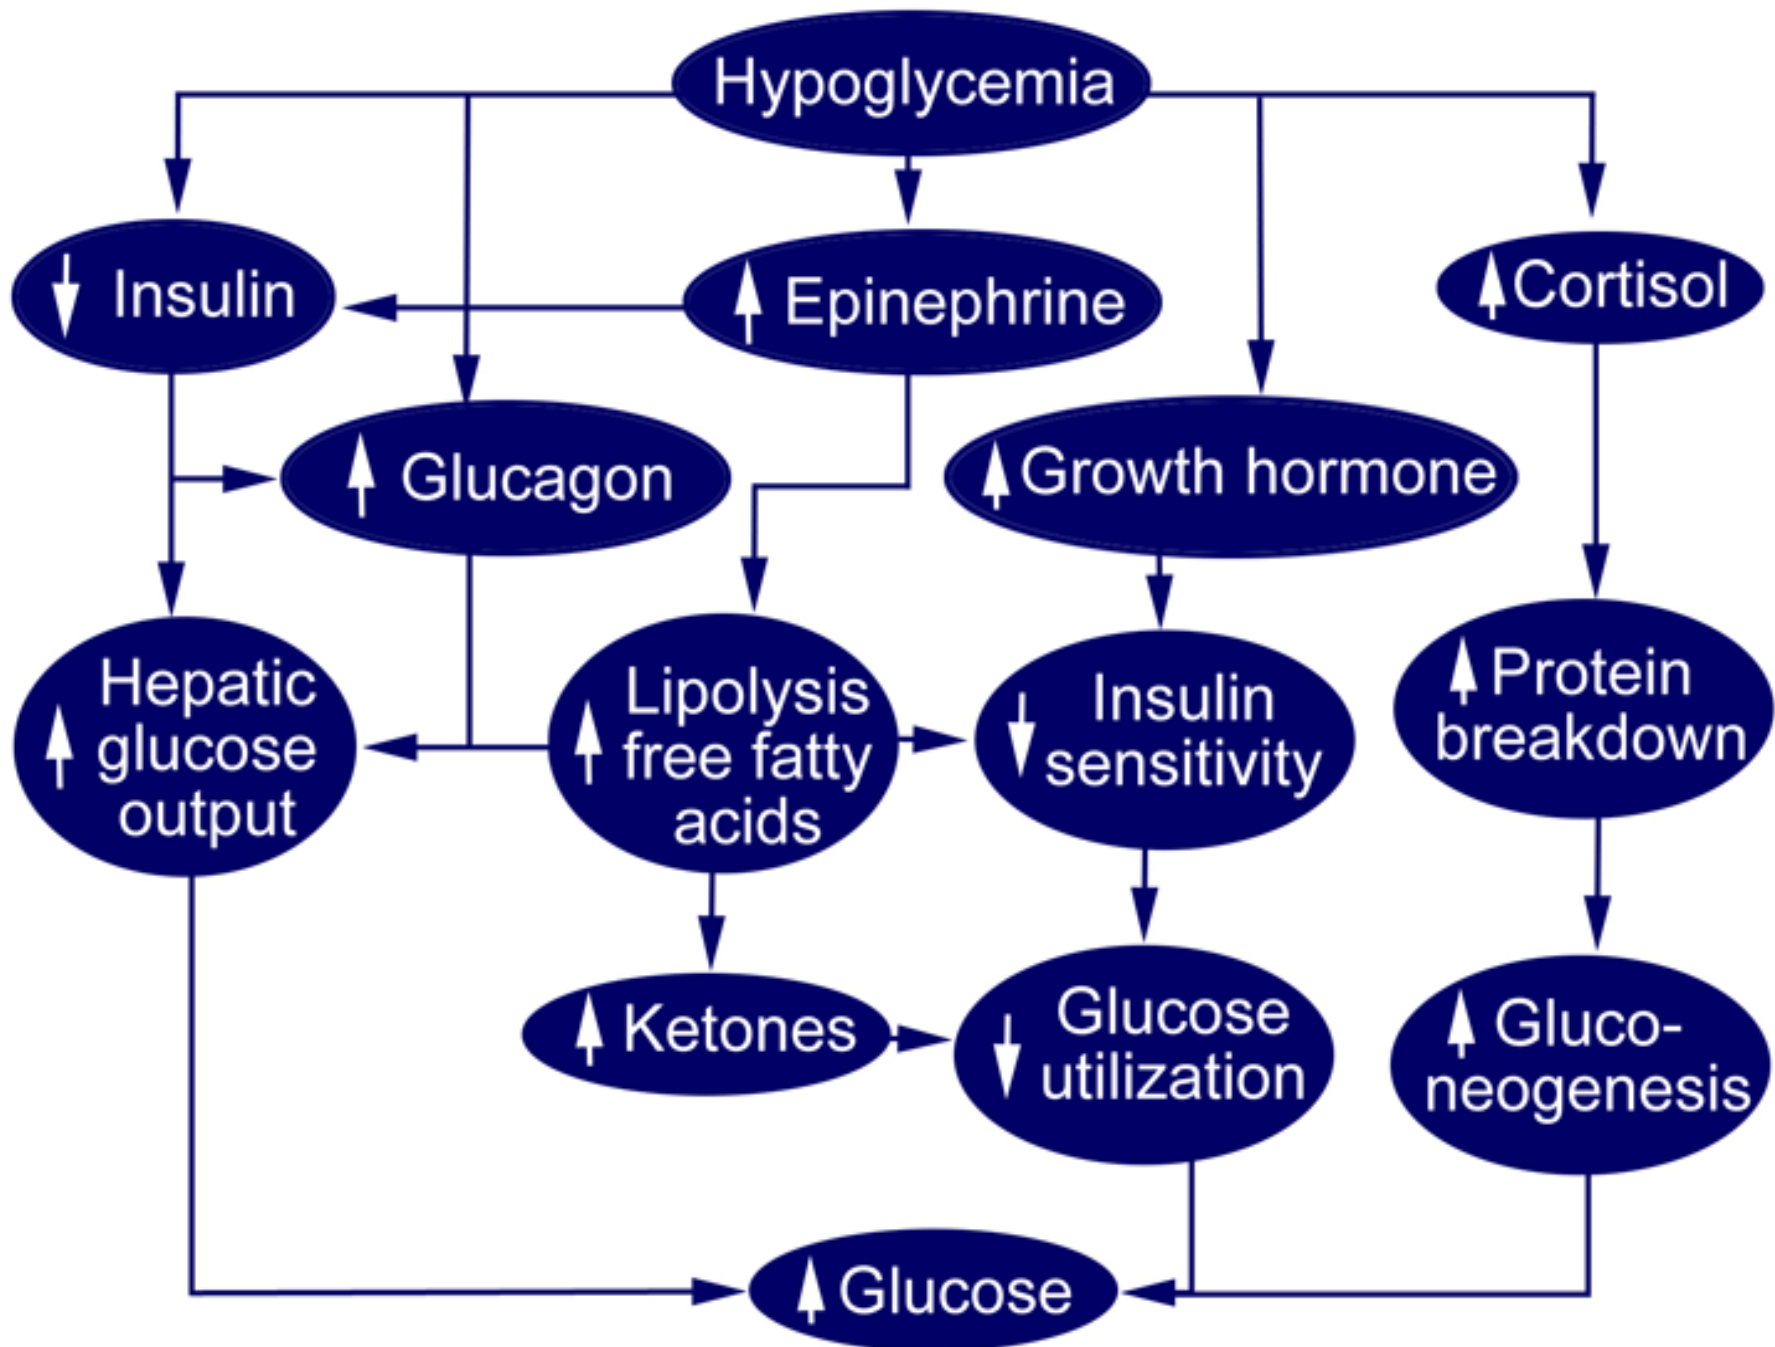 Hypoglycemia
Insulin
Epinephrine
Cortisol
Glucagon
Growth hormone
Hepatic
glucose
output
Lipolysis
free fatty
acids
Insulin
sensitivity
Protein
breakdown
Ketones
Glucose
utilization
Gluco-
neogenesis
Glucose